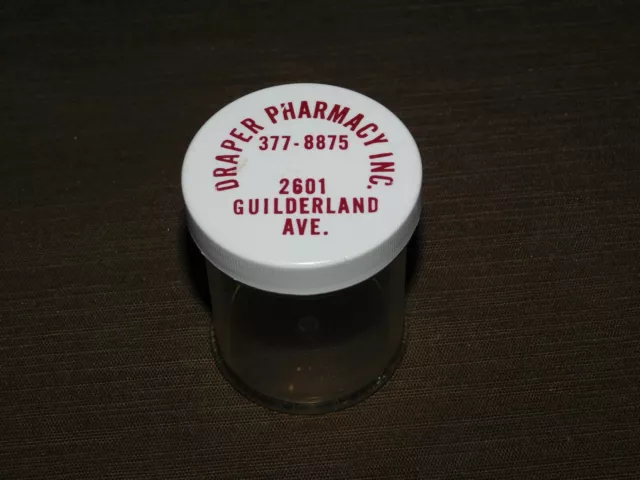 DRAPER PHARMACY INC.
377-8875
2601
GUILDERLAND
AVE.